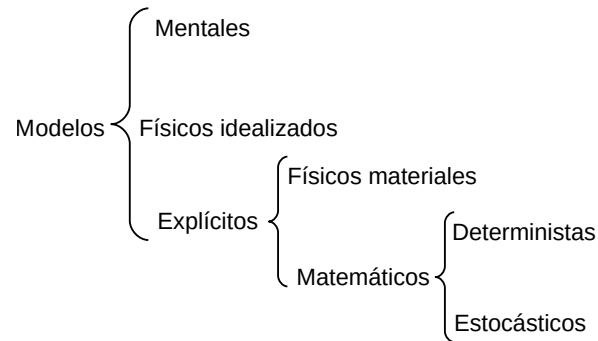 Mentales
Modelos
Físicos idealizados
Físicos materiales
Explícitos
Deterministas
Matemáticos
Estocásticos